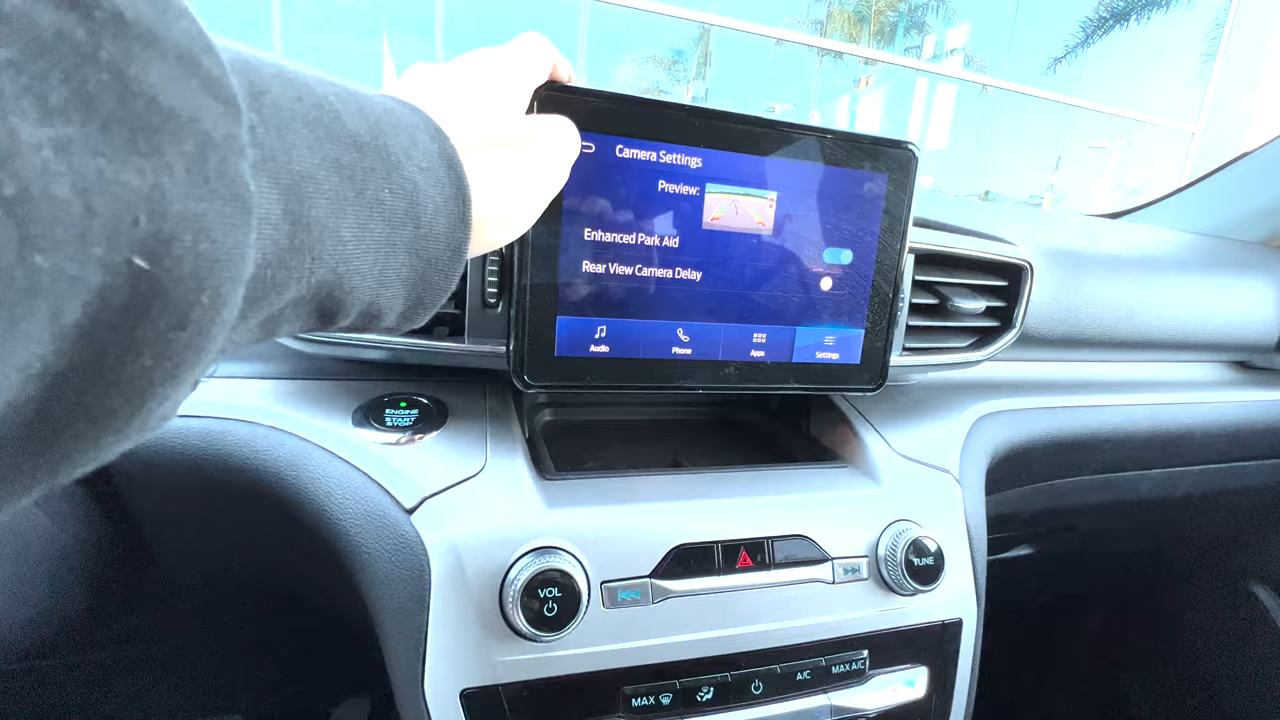 Camera Settings
Preview:
Enhanced Park Aid
Rear View Camera Delay
Audio
Phone
Apps
Settings
ENGINE
START
STOP
VOL
TUNE
MAX
A/C
MAX A/C